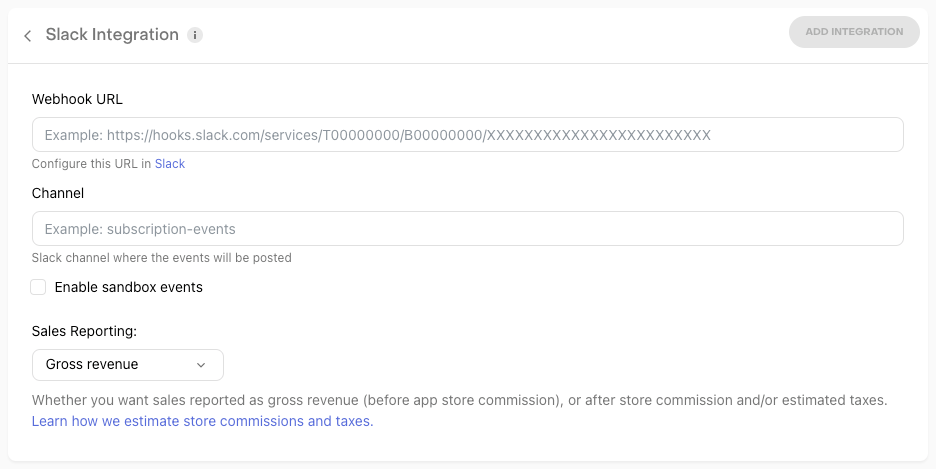 Slack Integration i
ADD INTEGRATION
Webhook URL
Example: https://hooks.slack.com/services/T00000000/B00000000/XXXXXXXXXXXXXXXXXXXXXXXX
Configure this URL in Slack
Channel
Example: subscription-events
Slack channel where the events will be posted
Enable sandbox events
Sales Reporting:
Gross revenue
Whether you want sales reported as gross revenue (before app store commission), or after store commission and/or estimated taxes.
Learn how we estimate store commissions and taxes.